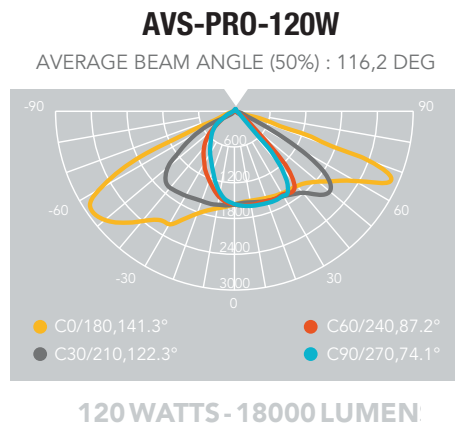 AVS-PRO-120W
AVERAGE BEAM ANGLE (50%) : 116,2 DEG
-90 90
600
1200
-60 60
1800
2400
-30 30
3000
0
C0/180,141.3° C60/240,87.2°
C30/210,122.3° C90/270,74.1°
120 WATTS - 18000 LUMEN